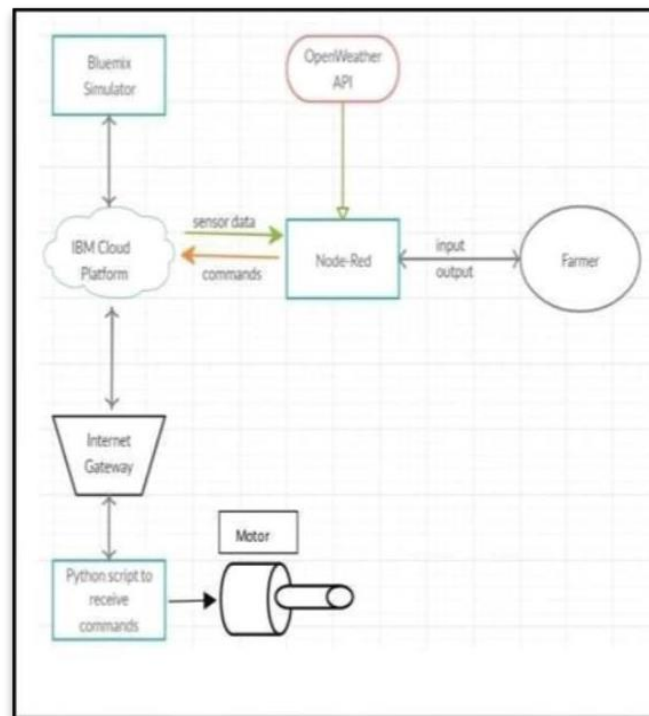 Bluemix
Simulator
OpenWeather
API
IBM Cloud
Platform
sensor data
commands
Node-Red
input
output
Farmer
Internet
Gateway
Motor
Python script to
receive
commands